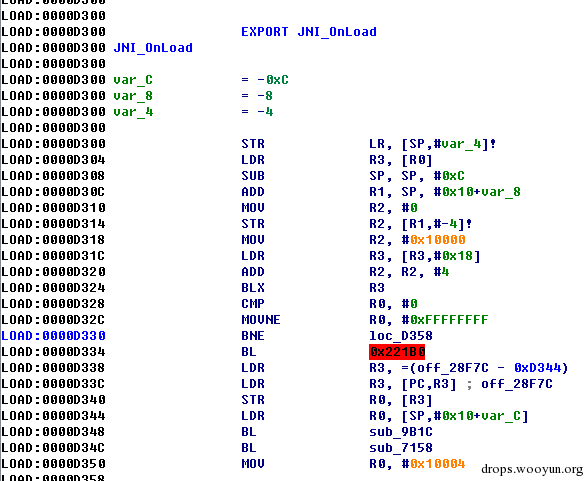 LOAD:0000D300
LOAD:0000D300
LOAD:0000D300 EXPORT JNI_OnLoad
LOAD:0000D300 JNI_OnLoad
LOAD:0000D300
LOAD:0000D300 var_C = -0xC
LOAD:0000D300 var_8 = -8
LOAD:0000D300 var_4 = -4
LOAD:0000D300
LOAD:0000D300 STR LR, [SP,#var_4]!
LOAD:0000D304 LDR R3, [R0]
LOAD:0000D308 SUB SP, SP, #0xC
LOAD:0000D30C ADD R1, SP, #0x10+var_8
LOAD:0000D310 MOV R2, #0
LOAD:0000D314 STR R2, [R1,#-4]!
LOAD:0000D318 MOV R2, #0x10000
LOAD:0000D31C LDR R3, [R3,#0x18]
LOAD:0000D320 ADD R2, R2, #4
LOAD:0000D324 BLX R3
LOAD:0000D328 CMP R0, #0
LOAD:0000D32C MOVNE R0, #0xFFFFFFFF
LOAD:0000D330 BNE loc_D358
LOAD:0000D334 BL 0x221B0
LOAD:0000D338 LDR R3, =(off_28F7C - 0xD344)
LOAD:0000D33C LDR R3, [PC,R3] ; off_28F7C
LOAD:0000D340 STR R0, [R3]
LOAD:0000D344 LDR R0, [SP,#0x10+var_C]
LOAD:0000D348 BL sub_9B1C
LOAD:0000D34C BL sub_7158
LOAD:0000D350 MOV R0, #0x10004
LOAD:0000D358
drops.wooyun.org